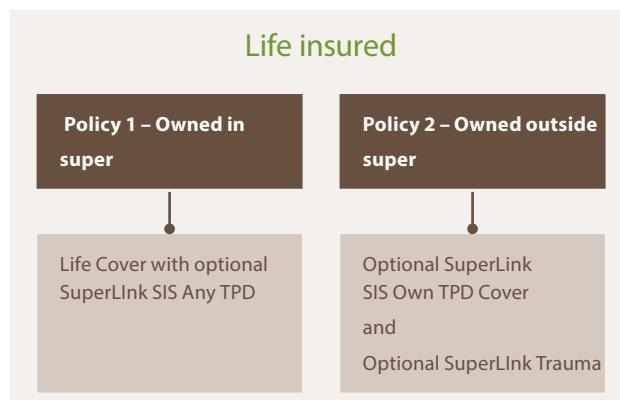 Life insured
Policy 1 – Owned in
super
Policy 2 – Owned outside
super
Life Cover with optional
SuperLInk SIS Any TPD
Optional SuperLink
SIS Own TPD Cover
and
Optional SuperLInk Trauma